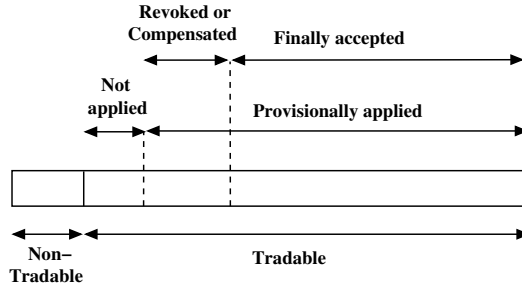 Revoked or
Compensated
Finally accepted
Not
applied
Provisionally applied
Non−
Tradable
Tradable